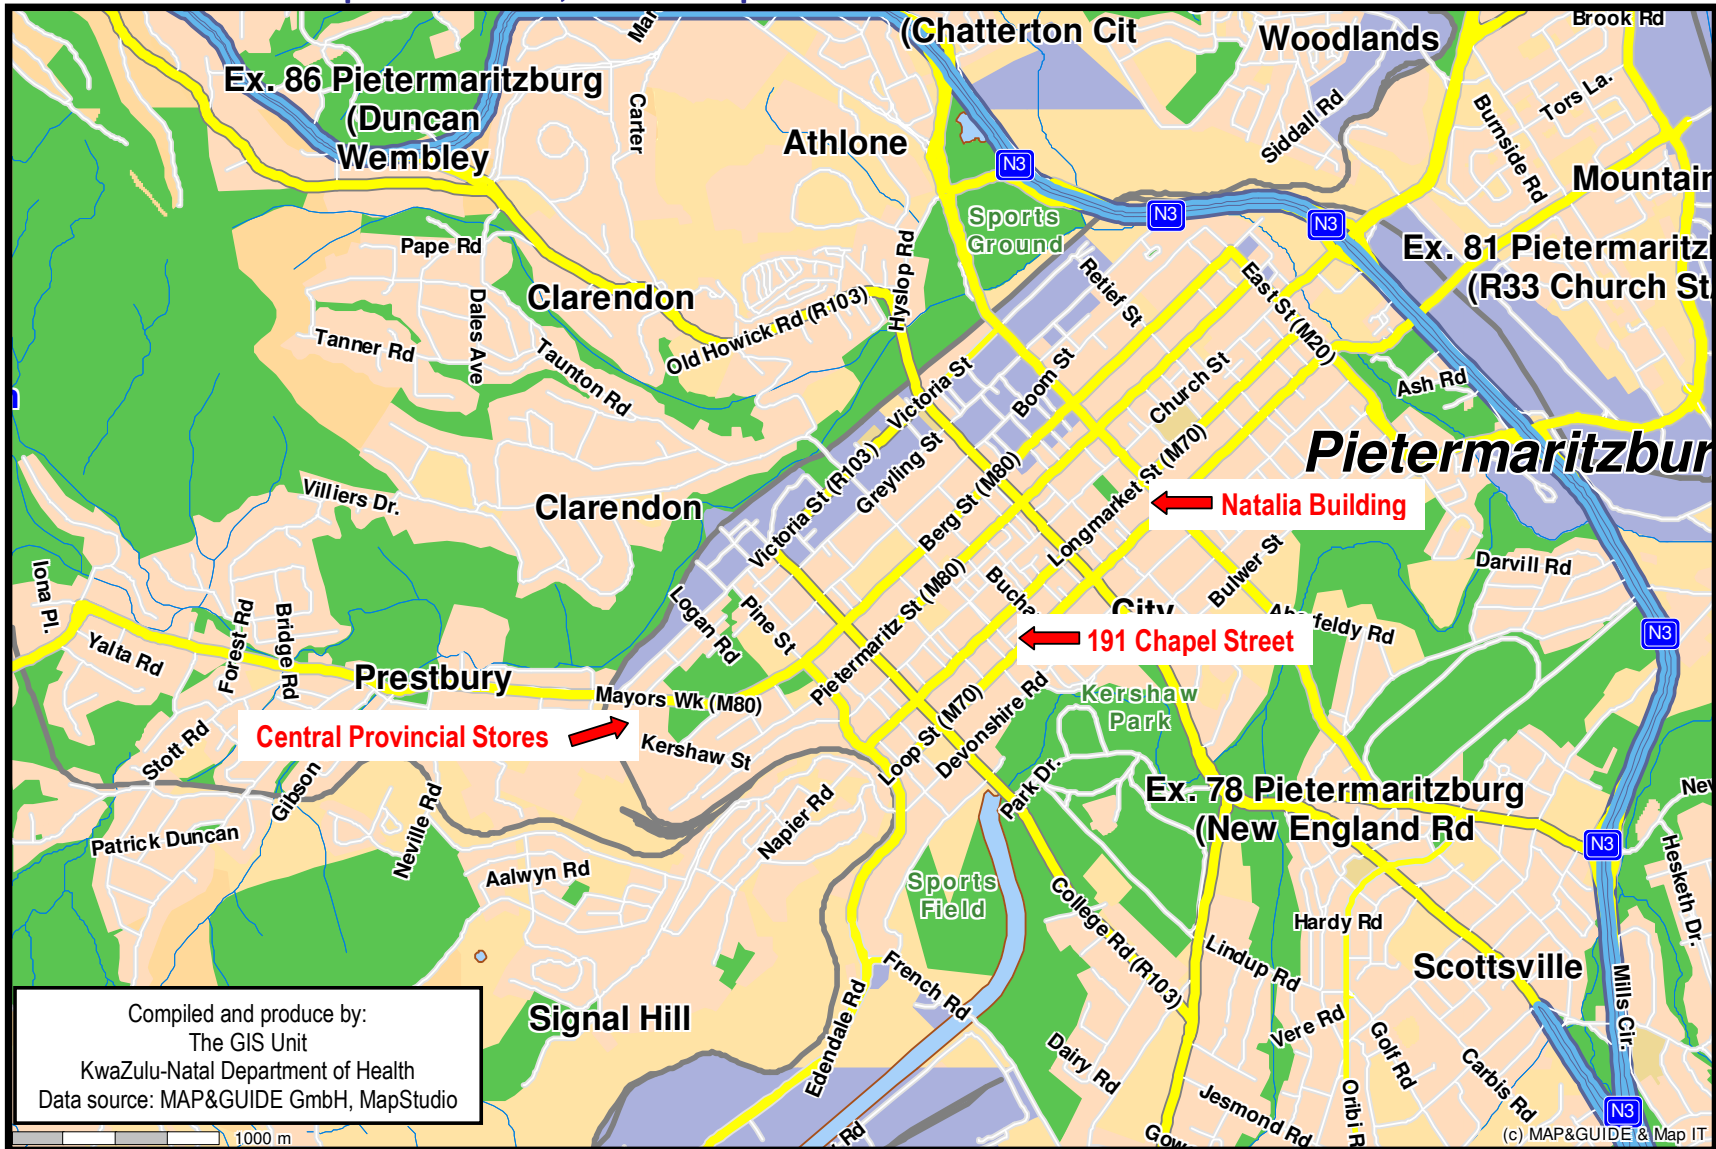 (Chatterton Cit
Woodlands
Brook Rd
Ex. 86 Pietermaritzburg
(Duncan
Wembley
Carter
Athlone
Siddall Rd
Tors La.
Burnside Rd
N3
N3
N3
Mountain
Sports
Ground
Pape Rd
Hyslop Rd
Retief St
Ex. 81 Pietermaritzb
(R33 Church St/
Clarendon
Dales Ave
Old Howick Rd (R103)
East St (M20)
Tanner Rd
Taunton Rd
Victoria St
Boom St
Church St
Ash Rd
Pietermaritzbur
Greyling St
Victoria St (R103)
Berg St (M80)
Longmarket St (M70)
Villiers Dr.
Clarendon
Natalia Building
Iona Pl.
Logan Rd
Pine St
Pietermaritz St (M80)
Bucha
Bulwer St
Darvill Rd
City
feldy Rd
N3
191 Chapel Street
Yalta Rd
Forest Rd
Bridge Rd
Prestbury
Mayors Wk (M80)
Kershaw
Park
Central Provincial Stores
Kershaw St
Loop St (M70)
Devonshire Rd
Stott Rd
Gibson
Park Dr.
Ex. 78 Pietermaritzburg
(New England Rd
Patrick Duncan
Neville Rd
Napier Rd
N3
Aalwyn Rd
Sports
Field
Hesketh Dr.
College Rd (R103)
Hardy Rd
Lindup Rd
Scottsville
French Rd
Signal Hill
Edendale Rd
Vere Rd
Mills Cir.
Golf Rd
Dairy Rd
Carbis Rd
Jesmond Rd
Oribi R
N3
Compiled and produce by:
The GIS Unit
KwaZulu-Natal Department of Health
Data source: MAP&GUIDE GmbH, MapStudio
1000 m
Rd
(c) MAP&GUIDE & Map IT